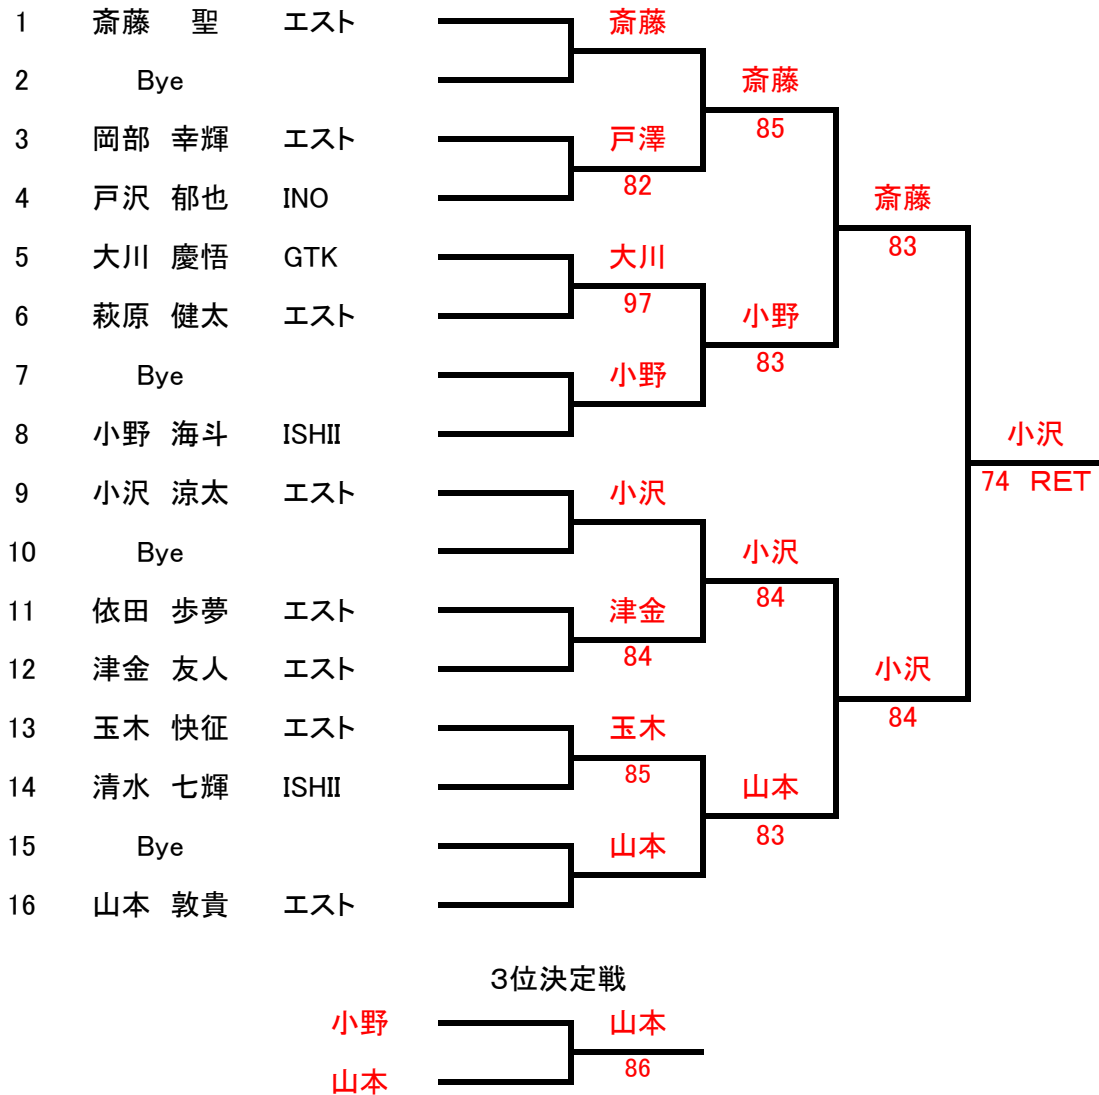 1 斎藤 聖 エスト 斎藤
2 Bye 斎藤
85
3 岡部 幸輝 エスト 戸澤
82
4 戸沢 郁也 INO 斎藤
83
5 大川 慶悟 GTK 大川
97
6 萩原 健太 エスト 小野
83
7 Bye 小野
8 小野 海斗 ISHII 小沢
74 RET
9 小沢 涼太 エスト 小沢
10 Bye 小沢
84
11 依田 歩夢 エスト 津金
84
12 津金 友人 エスト 小沢
84
13 玉木 快征 エスト 玉木
85
14 清水 七輝 ISHII 山本
83
15 Bye 山本
16 山本 敦貴 エスト
３位決定戦
小野 山本
86
山本